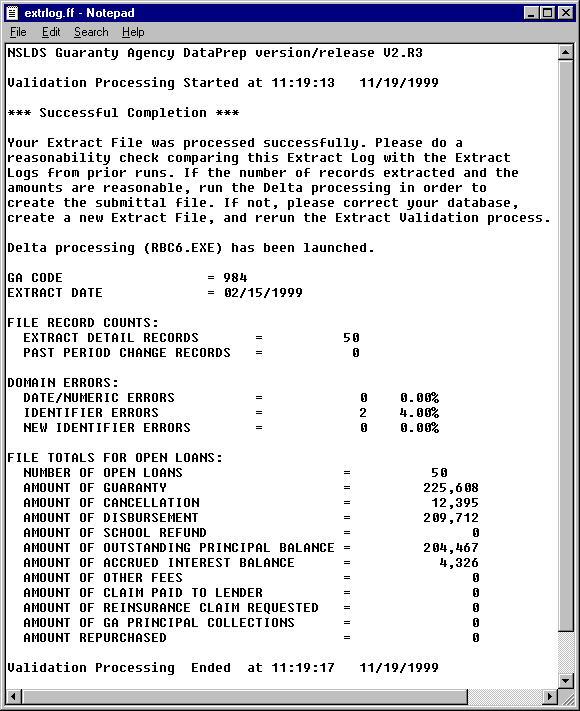 extrlog.ff - Notepad
File Edit Search Help
NSLDS Guaranty Agency DataPrep version/release V2.R3
Validation Processing Started at 11:19:13 11/19/1999
*** Successful Completion ***
Your Extract File was processed successfully. Please do a
reasonability check comparing this Extract Log with the Extract
Logs from prior runs. If the number of records extracted and the
amounts are reasonable, run the Delta processing in order to
create the submittal file. If not, please correct your database,
create a new Extract File, and rerun the Extract Validation process.
Delta processing (RBC6.EXE) has been launched.
GA CODE = 984
EXTRACT DATE = 02/15/1999
FILE RECORD COUNTS:
EXTRACT DETAIL RECORDS = 50
PAST PERIOD CHANGE RECORDS = 0
DOMAIN ERRORS:
DATE/NUMERIC ERRORS = 0 0.00%
IDENTIFIER ERRORS = 2 4.00%
NEW IDENTIFIER ERRORS = 0 0.00%
FILE TOTALS FOR OPEN LOANS:
NUMBER OF OPEN LOANS = 50
AMOUNT OF GUARANTY = 225,608
AMOUNT OF CANCELLATION = 12,395
AMOUNT OF DISBURSEMENT = 209,712
AMOUNT OF SCHOOL REFUND = 0
AMOUNT OF OUTSTANDING PRINCIPAL BALANCE = 204,467
AMOUNT OF ACCRUED INTEREST BALANCE = 4,326
AMOUNT OF OTHER FEES = 0
AMOUNT OF CLAIM PAID TO LENDER = 0
AMOUNT OF REINSURANCE CLAIM REQUESTED = 0
AMOUNT OF GA PRINCIPAL COLLECTIONS = 0
AMOUNT REPURCHASED = 0
Validation Processing Ended at 11:19:17 11/19/1999